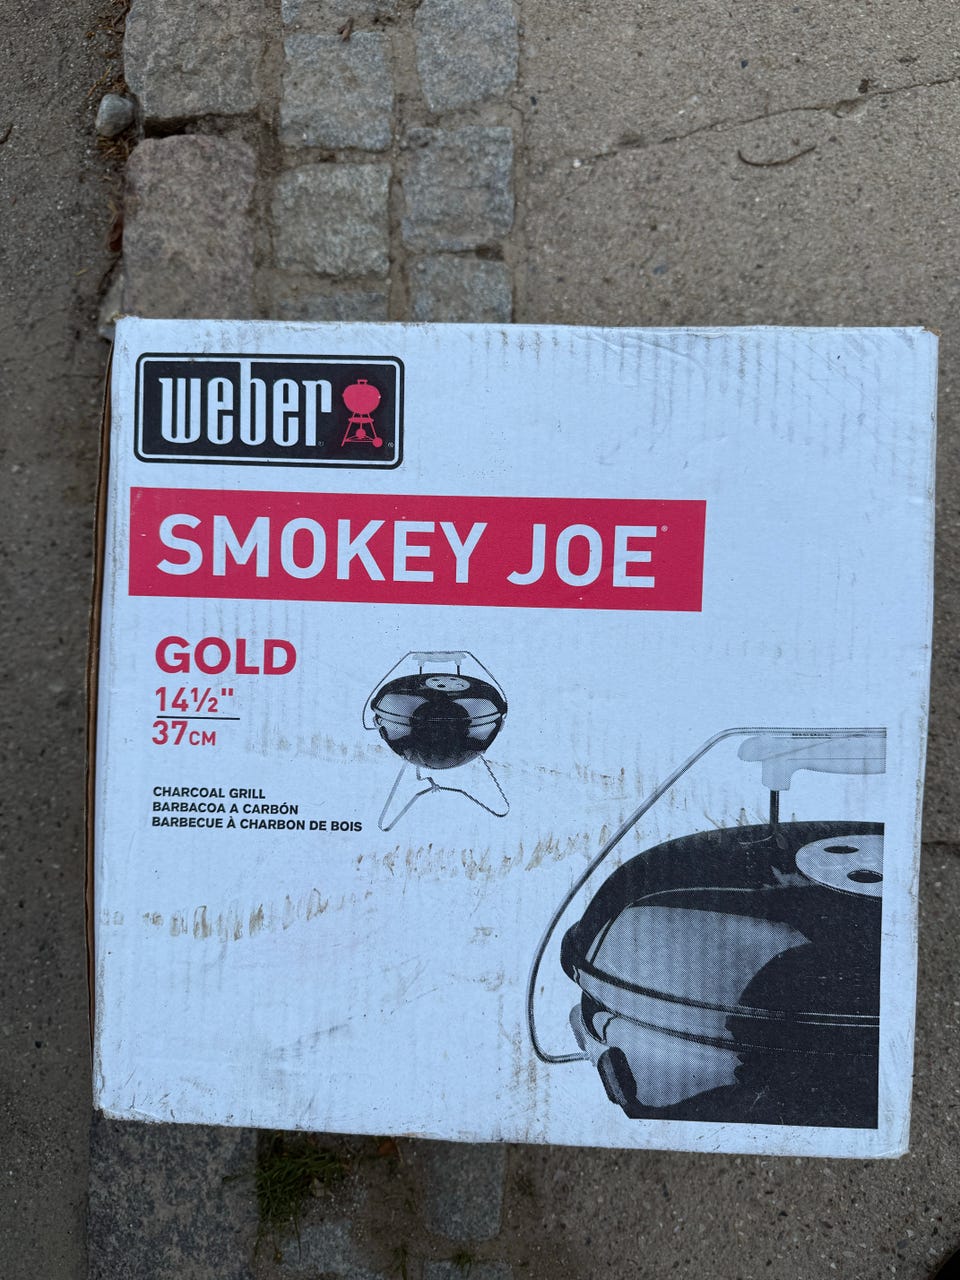 weber
SMOKEY JOE®
GOLD
14½"
37CM
CHARCOAL GRILL
BARBACOA A CARBÓN
BARBECUE À CHARBON DE BOIS